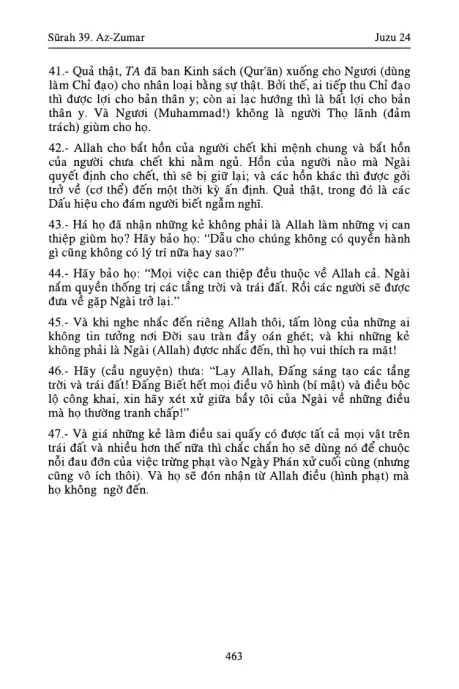 Sūrah 39. Az-Zumar Juzu 24
41.- Quả thật, TA đã ban Kinh sách (Qur'ān) xuống cho Ngươi (dùng
làm Chỉ đạo) cho nhân loại bằng sự thật. Bởi thế, ai tiếp thu Chỉ đạo
thì được lợi cho bản thân y; còn ai lạc hướng thì là bất lợi cho bản
thân y. Và Ngươi (Muhammad!) không là người Thọ lãnh (đảm
trách) giùm cho họ.
42.- Allah cho bắt hồn của người chết khi mệnh chung và bắt hồn
của người chưa chết khi nằm ngủ. Hồn của người nào mà Ngài
quyết định cho chết, thì sẽ bị giữ lại; và các hồn khác thì được gởi
trở về (cơ thể) đến một thời kỳ ấn định. Quả thật, trong đó là các
Dấu hiệu cho đám người biết ngẫm nghĩ.
43.- Há họ đã nhận những kẻ không phải là Allah làm những vị can
thiệp giùm họ? Hãy bảo họ: “Dẫu cho chúng không có quyền hành
gì cũng không có lý trí nữa hay sao?”
44.- Hãy bảo họ: “Mọi việc can thiệp đều thuộc về Allah cả. Ngài
nắm quyền thống trị các tầng trời và trái đất. Rồi các người sẽ được
đưa về gặp Ngài trở lại.”
45.- Và khi nghe nhắc đến riêng Allah thôi, tấm lòng của những ai
không tin tưởng nơi Đời sau tràn đầy oán ghét; và khi những kẻ
không phải là Ngài (Allah) được nhắc đến, thì họ vui thích ra mặt!
46.- Hãy (cầu nguyện) thưa: “Lạy Allah, Đấng sáng tạo các tầng
trời và trái đất! Đấng Biết hết mọi điều vô hình (bí mật) và điều bộc
lộ công khai, xin hãy xét xử giữa bầy tôi của Ngài về những điều
mà họ thường tranh chấp!”
47.- Và giá những kẻ làm điều sai quấy có được tất cả mọi vật trên
trái đất và nhiều hơn thế nữa thì chắc chắn họ sẽ dùng nó để chuộc
nỗi đau đớn của việc trừng phạt vào Ngày Phán xử cuối cùng (nhưng
cũng vô ích thôi). Và họ sẽ đón nhận từ Allah điều (hình phạt) mà
họ không ngờ đến.
463